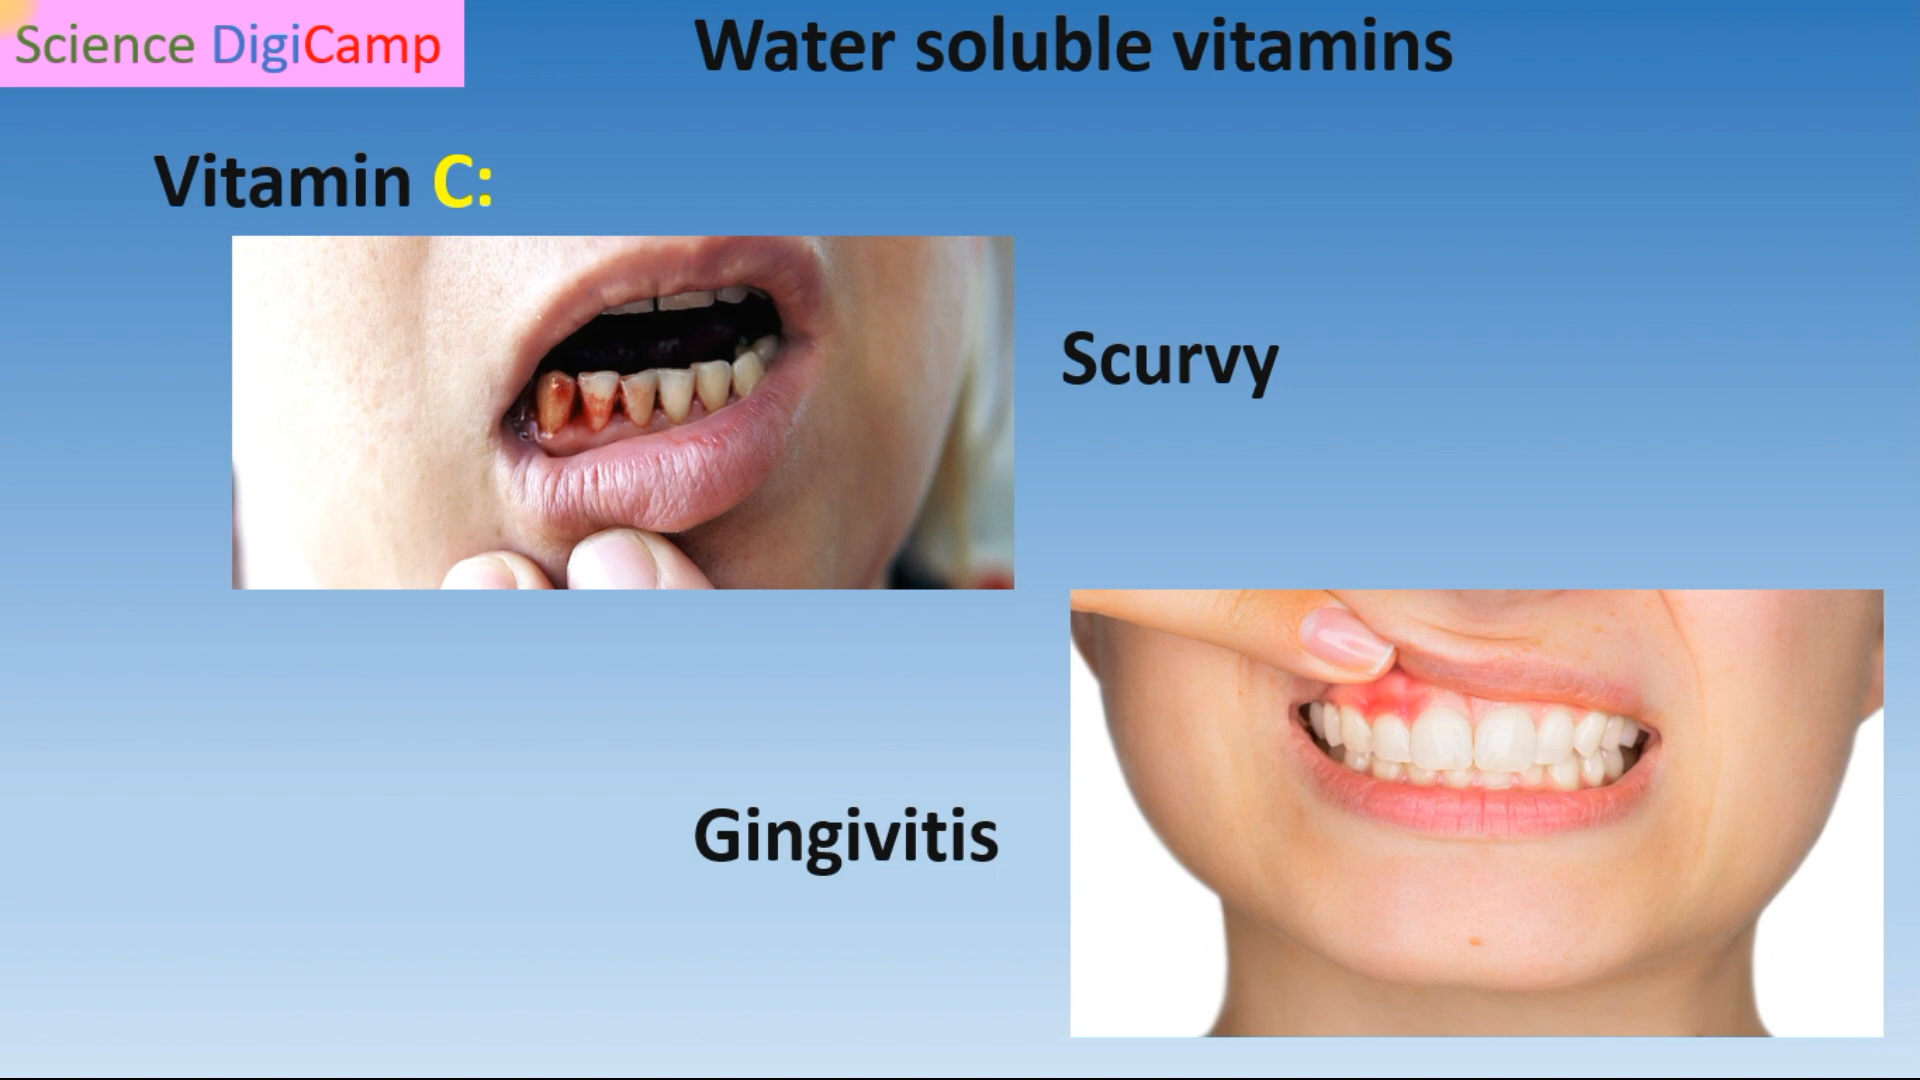 Science DigiCamp
Water soluble vitamins
Vitamin C:
Scurvy
Gingivitis